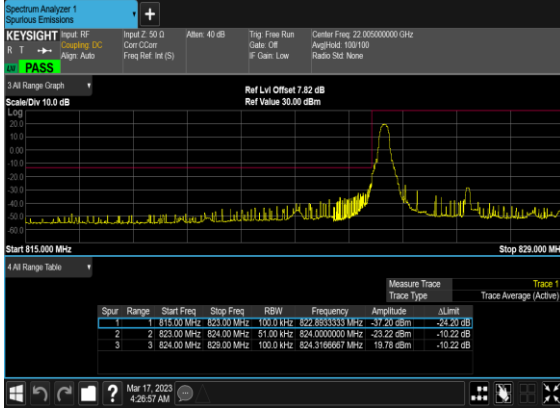 Spectrum Analyzer 1
Spurious Emissions
+
KEYSIGHT Input: RF Input Z: 50 Ω Atten: 40 dB Trig: Free Run Center Freq: 22.005000000 GHz
R T Coupling: DC Corr CCorr Gate: Off Avg|Hold: 100/100
Align: Auto Freq Ref: Int (S) IF Gain: Low Radio Std: None
PASS
3.All Range Graph
Ref Lvl Offset 7.82 dB
Scale/Div 10.0 dB Ref Value 30.00 dBm
Log
20.0
10.0
0.00
-10.0
-20.0
-30.0
-40.0
-50.0
-60.0
Start 815.000 MHz Stop 829.000 MH
4.All Range Table
Measure Trace Trace 1
Trace Type Trace Average (Active)
Spur Range Start Freq Stop Freq RBW Frequency Amplitude ΔLimit
1 1 815.00 MHz 823.00 MHz 100.0 kHz 822.8933333 MHz -37.20 dBm -24.20 dB
2 2 823.00 MHz 824.00 MHz 51.00 kHz 824.0000000 MHz -23.22 dBm -10.22 dB
3 3 824.00 MHz 829.00 MHz 100.0 kHz 824.3166667 MHz 19.78 dBm -10.22 dB
? Mar 17, 2023
4:26:57 AM